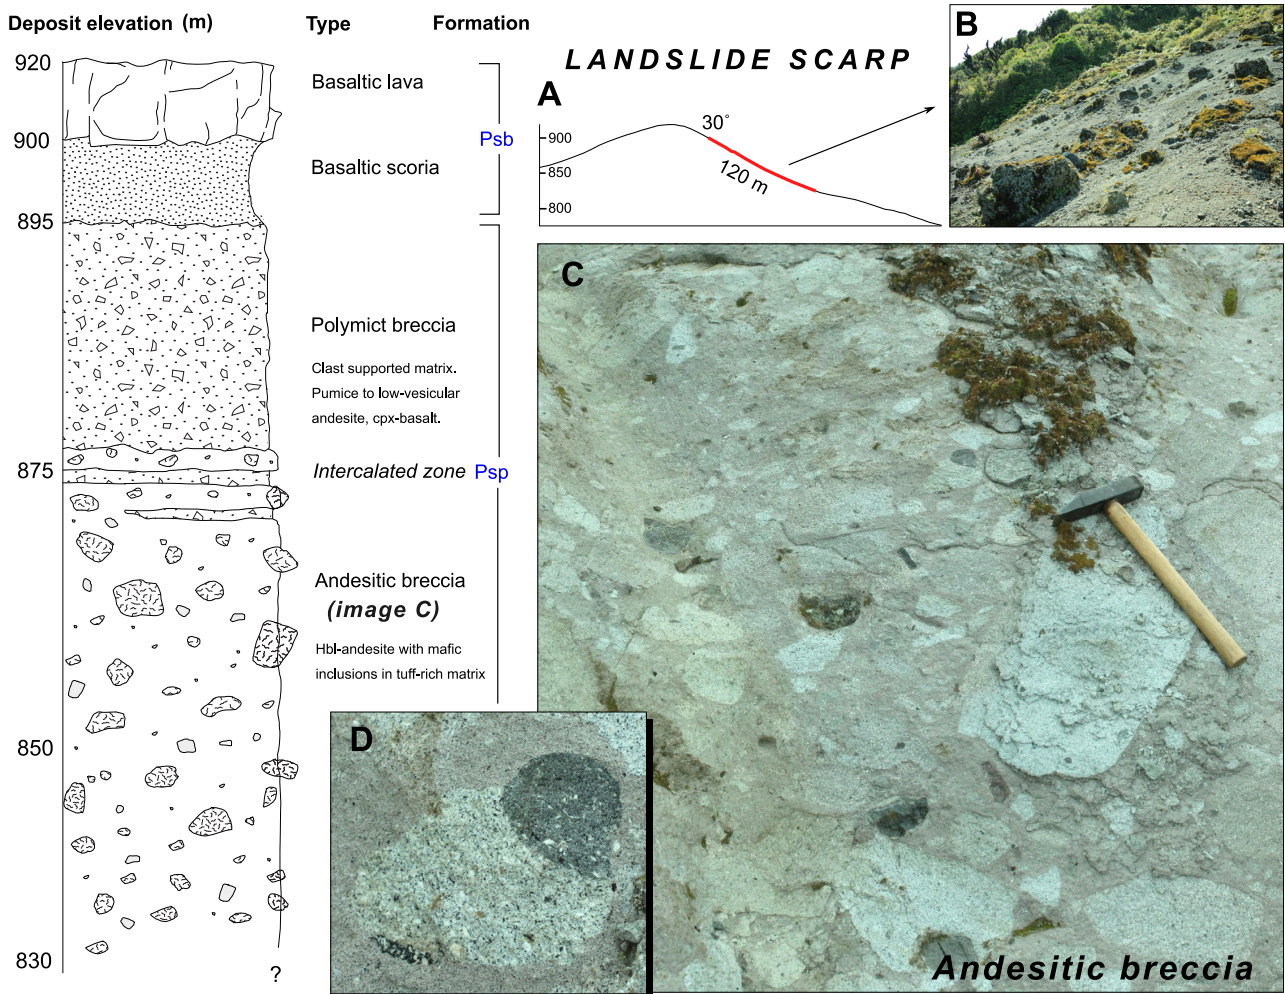 Deposit elevation (m) Type Formation
920
Basaltic lava
900
Psb
Basaltic scoria
895
Polymict breccia
Clast supported matrix.
Pumice to low-vesicular
andesite, cpx-basalt.
875
Intercalated zone Psp
Andesitic breccia
(image C)
Hbl-andesite with mafic
inclusions in tuff-rich matrix
850
830
?
LANDSLIDE SCARP
A
30°
120 m
900
850
800
B
C
D
Andesitic breccia